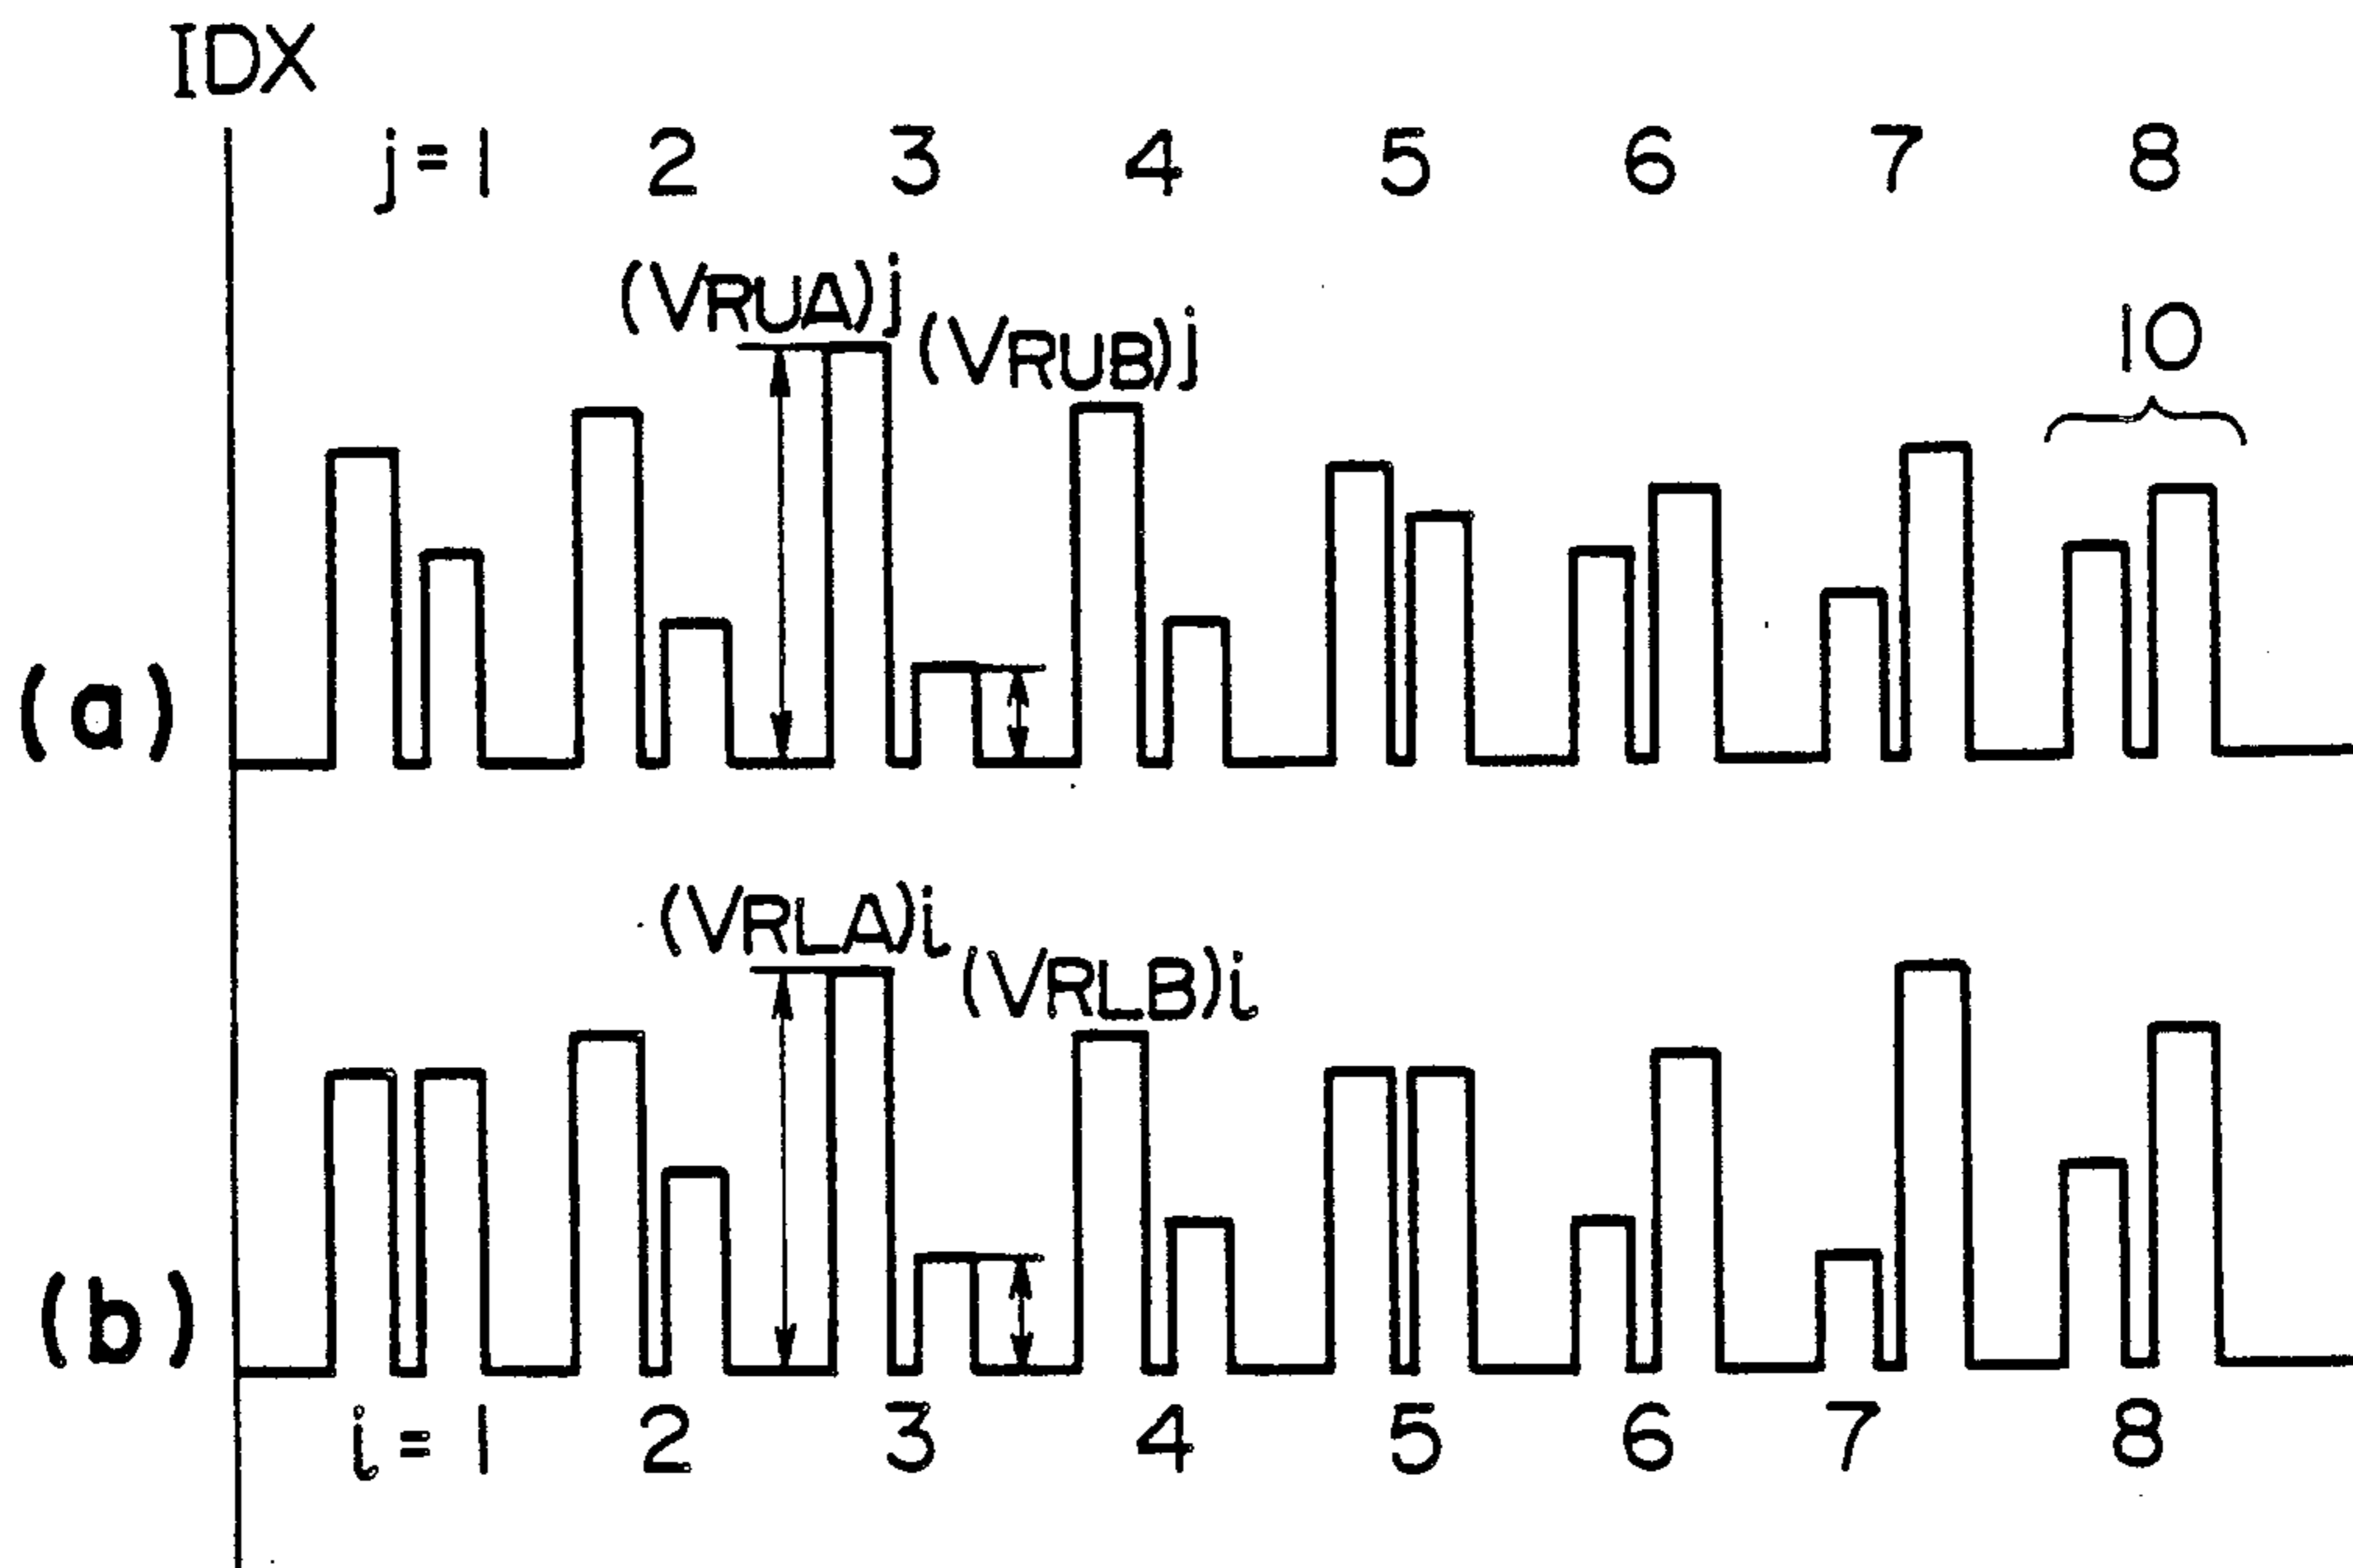 IDX
j=1 2 3 4 5 6 7 8
(VRUA)j
(VRUB)j
10
(a)
(VRLA)i
(VRLB)i
(b)
i=1 2 3 4 5 6 7 8